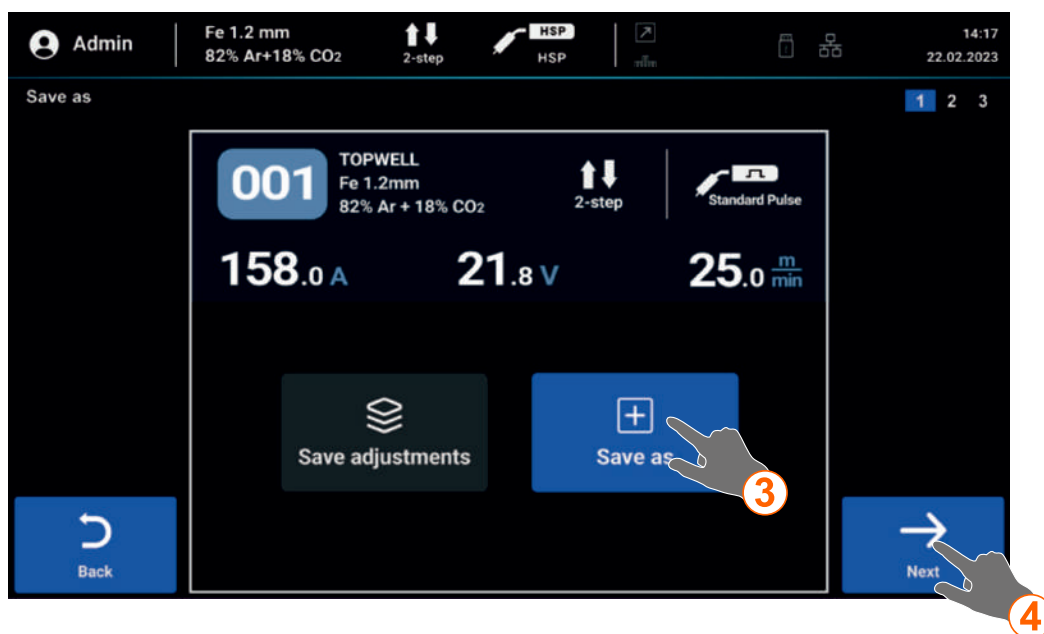 Admin
Fe 1.2 mm
82% Ar+18% CO2
2-step
HSP
HSP
14:17
22.02.2023
Save as
1 2 3
001
TOPWELL
Fe 1.2mm
82% Ar + 18% CO2
2-step
Standard Pulse
158.0 A
21.8 V
25.0 m/min
Save adjustments
Save as
3
Back
Next
4